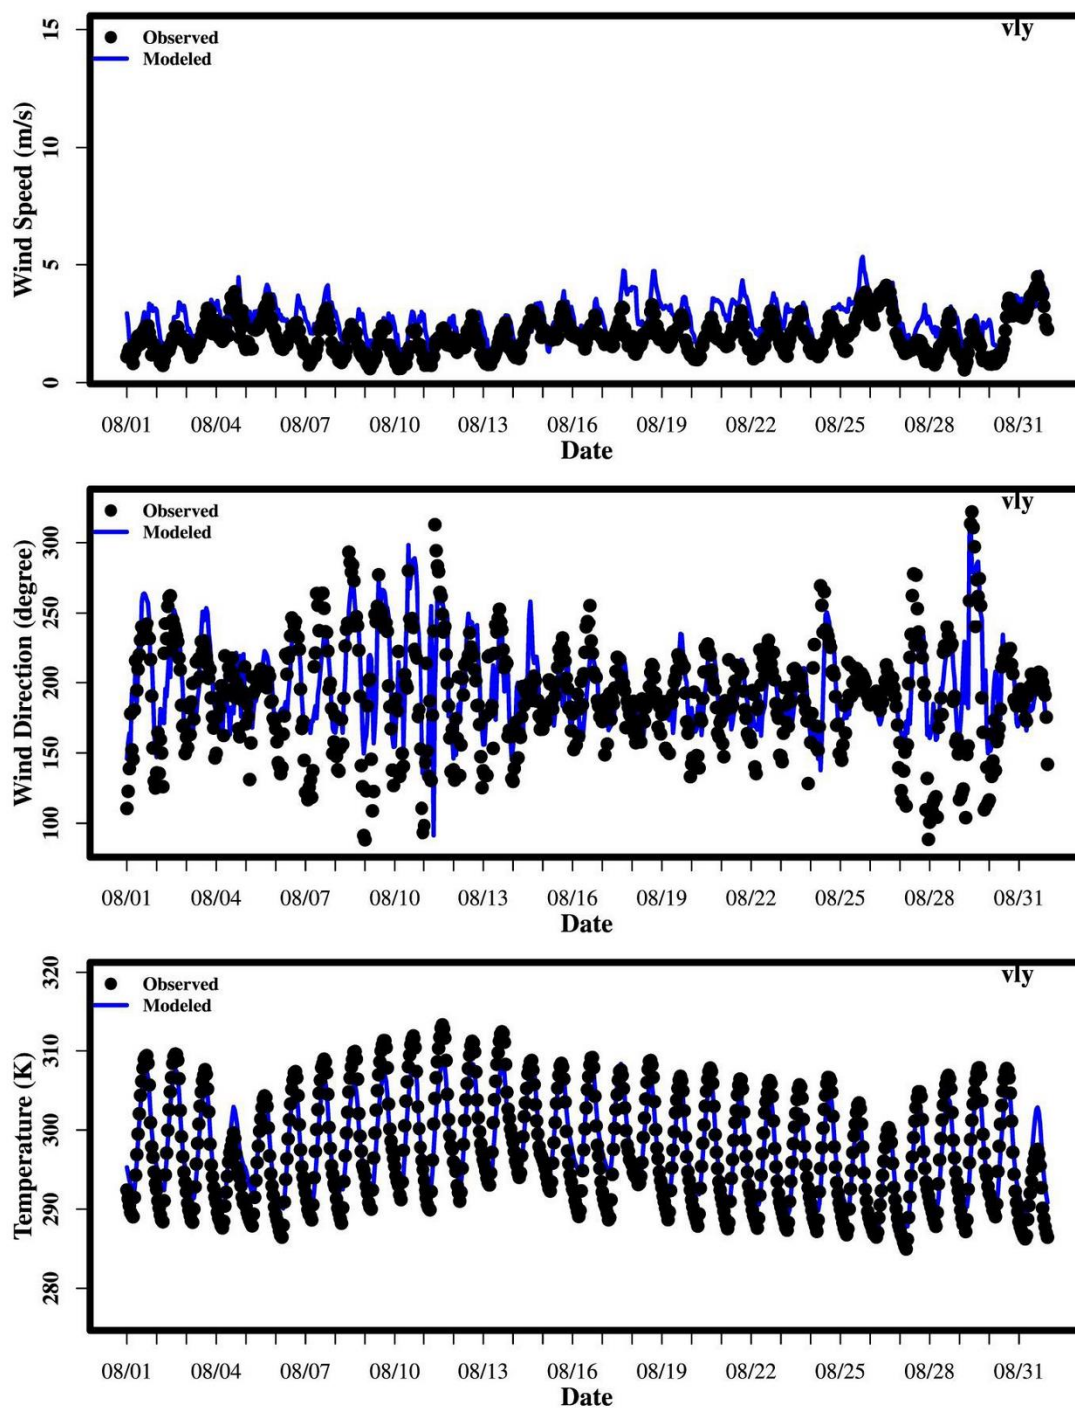 vly
Observed
Modeled
Wind Speed (m/s)
15
10
5
0
08/01 08/04 08/07 08/10 08/13 08/16 08/19 08/22 08/25 08/28 08/31
Date
vly
Observed
Modeled
Wind Direction (degree)
300
250
200
150
100
08/01 08/04 08/07 08/10 08/13 08/16 08/19 08/22 08/25 08/28 08/31
Date
vly
Observed
Modeled
Temperature (K)
320
310
300
290
280
08/01 08/04 08/07 08/10 08/13 08/16 08/19 08/22 08/25 08/28 08/31
Date